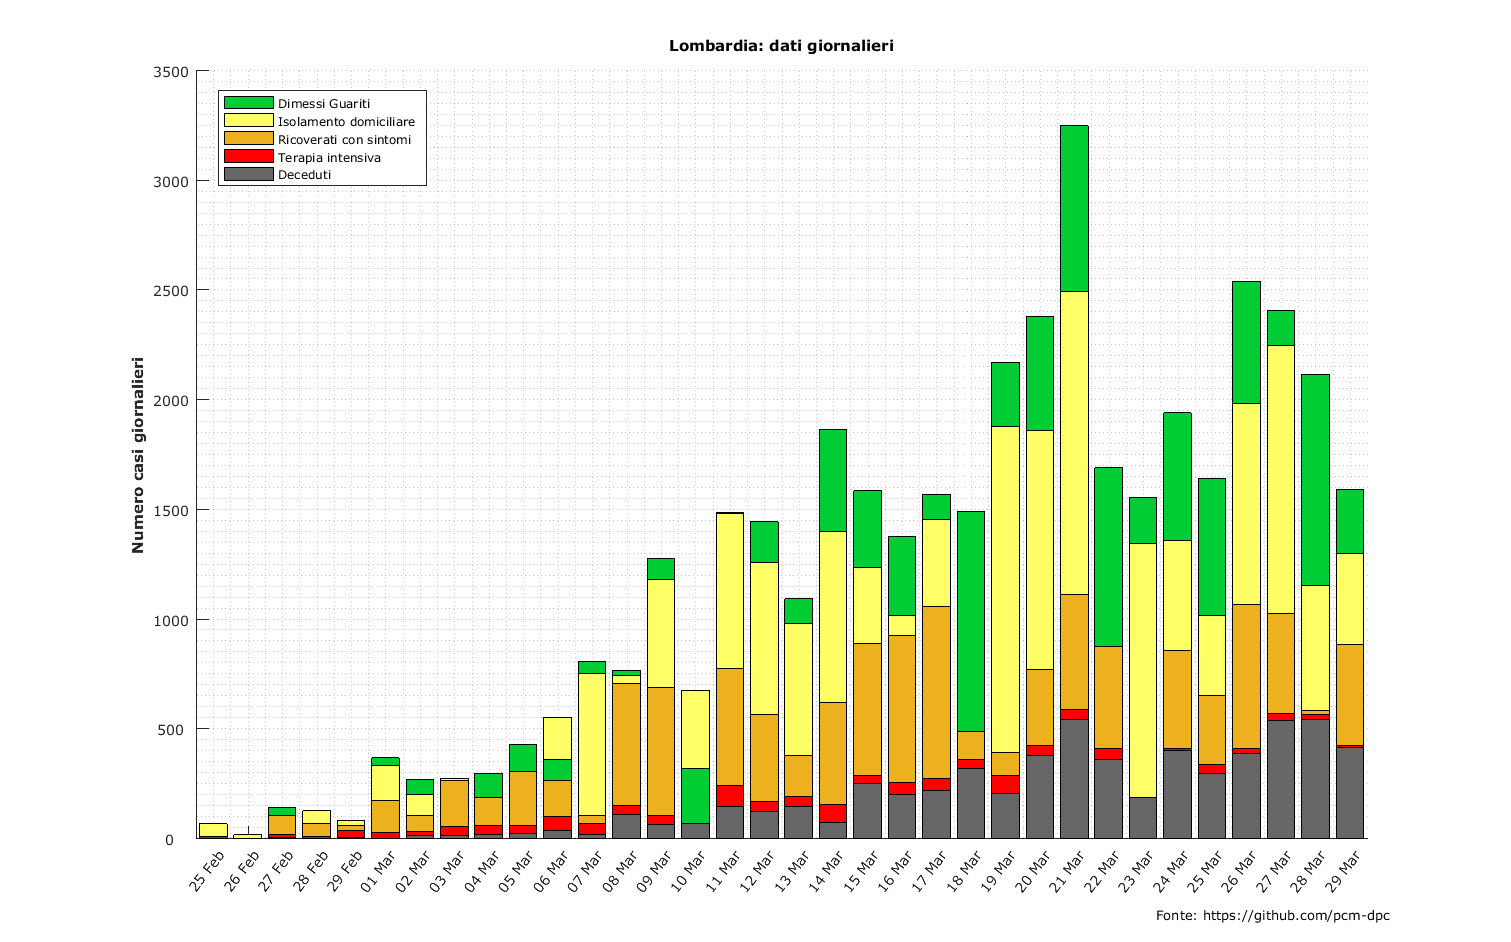 Lombardia: dati giornalieri
3500
3000
2500
2000
1500
1000
500
0
Numero casi giornalieri
Dimessi Guariti
Isolamento domiciliare
Ricoverati con sintomi
Terapia intensiva
Deceduti
25 Feb
26 Feb
27 Feb
28 Feb
29 Feb
01 Mar
02 Mar
03 Mar
04 Mar
05 Mar
06 Mar
07 Mar
08 Mar
09 Mar
10 Mar
11 Mar
12 Mar
13 Mar
14 Mar
15 Mar
16 Mar
17 Mar
18 Mar
19 Mar
20 Mar
21 Mar
22 Mar
23 Mar
24 Mar
25 Mar
26 Mar
27 Mar
28 Mar
29 Mar
Fonte: https://github.com/pcm-dpc